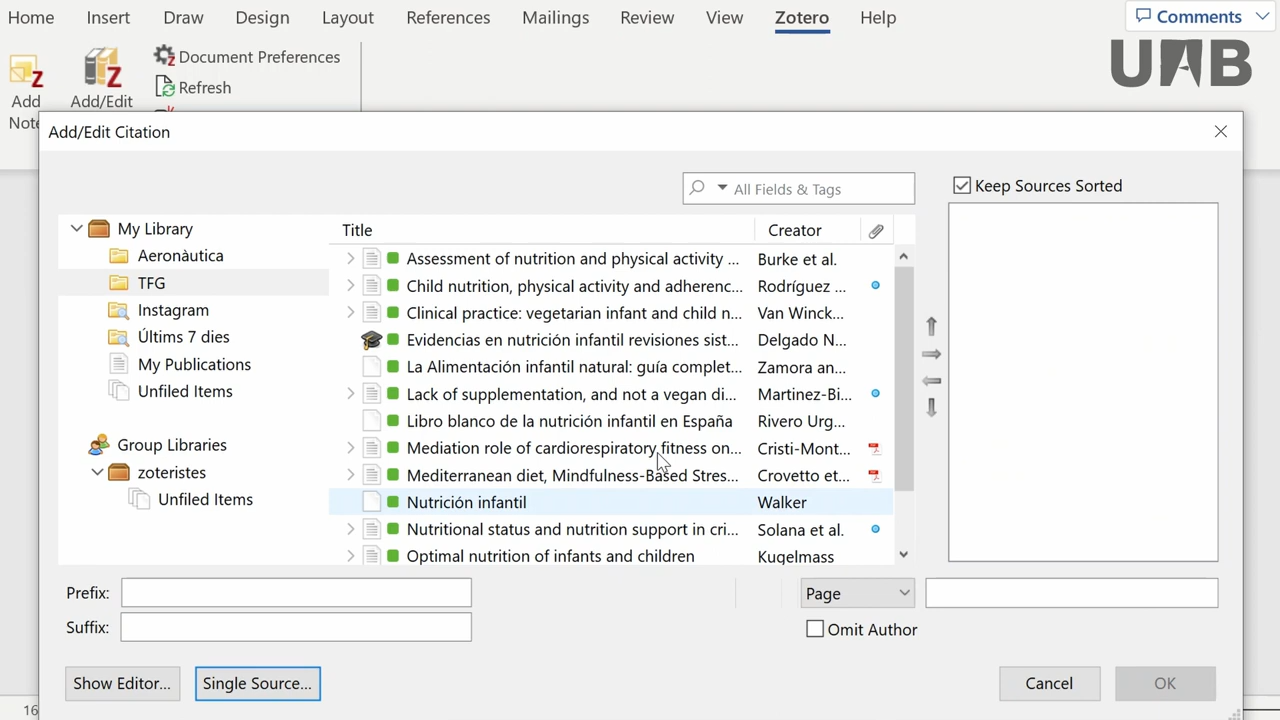 Home Insert Draw Design Layout References Mailings Review View Zotero Help Comments
Document Preferences
Refresh
Add Add/Edit
Note
UAB
Add/Edit Citation
All Fields & Tags
Keep Sources Sorted
My Library
Aeronàutica
TFG
Instagram
Últims 7 dies
My Publications
Unfiled Items
Group Libraries
zoteristes
Unfiled Items
Title Creator
Assessment of nutrition and physical activity ... Burke et al.
Child nutrition, physical activity and adherenc... Rodríguez ...
Clinical practice: vegetarian infant and child n... Van Winck...
Evidencias en nutrición infantil revisiones sist... Delgado N...
La Alimentación infantil natural: guía complet... Zamora an...
Lack of supplementation, and not a vegan di... Martinez-Bi...
Libro blanco de la nutrición infantil en España Rivero Urg...
Mediation role of cardiorespiratory fitness on... Cristi-Mont...
Mediterranean diet, Mindfulness-Based Stres... Crovetto et...
Nutrición infantil Walker
Nutritional status and nutrition support in cri... Solana et al.
Optimal nutrition of infants and children Kugelmass
Prefix:
Page
Suffix:
Omit Author
Show Editor... Single Source... Cancel OK